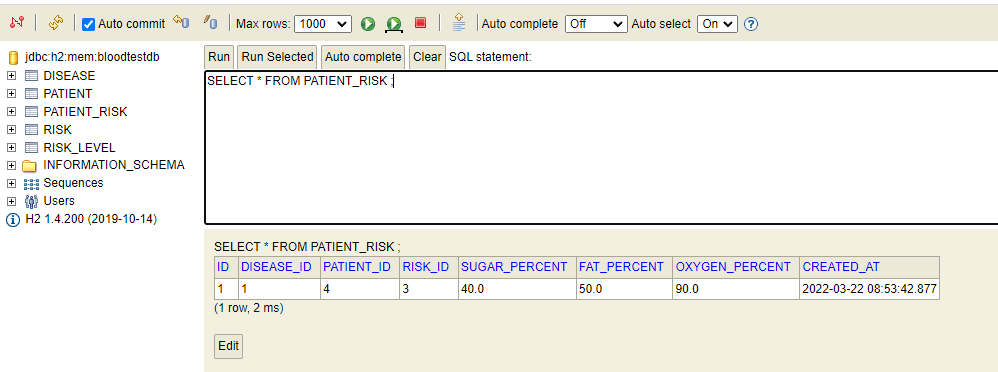 Auto commit Max rows: 1000 Auto complete Off Auto select On
jdbc:h2:mem:bloodtestdb
DISEASE
PATIENT
PATIENT_RISK
RISK
RISK_LEVEL
INFORMATION_SCHEMA
Sequences
Users
H2 1.4.200 (2019-10-14)
Run Run Selected Auto complete Clear SQL statement:
SELECT * FROM PATIENT_RISK ;
SELECT * FROM PATIENT_RISK ;
ID DISEASE_ID PATIENT_ID RISK_ID SUGAR_PERCENT FAT_PERCENT OXYGEN_PERCENT CREATED_AT
1 1 4 3 40.0 50.0 90.0 2022-03-22 08:53:42.877
(1 row, 2 ms)
Edit